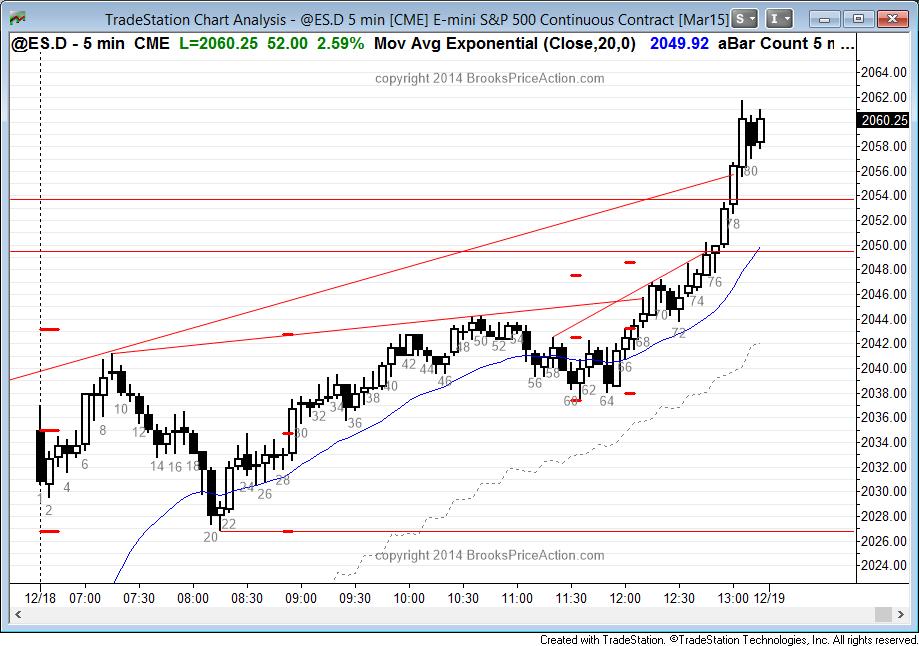 TradeStation Chart Analysis - @ES.D 5 min [CME] E-mini S&P 500 Continuous Contract [Mar15]
S I
@ES.D - 5 min CME L=2060.25 52.00 2.59% Mov Avg Exponential (Close,20,0) 2049.92 aBar Count 5 m ...
copyright 2014 BrooksPriceAction.com
2064.00
2062.00
2060.25
2058.00
2056.00
2054.00
2052.00
2050.00
2048.00
2046.00
2044.00
2042.00
2040.00
2038.00
2036.00
2034.00
2032.00
2030.00
2028.00
2026.00
2024.00
1 2 4 6 8 10 12 14 16 18 20 22 24 26 28 30 32 34 36 38 40 42 44 46 48 50 52 54 56 58 60 62 64 66 68 70 72 74 76 78 80
copyright 2014 BrooksPriceAction.com
12/18 07:00 07:30 08:00 08:30 09:00 09:30 10:00 10:30 11:00 11:30 12:00 12:30 13:00 12/19
Created with TradeStation. ©TradeStation Technologies, Inc. All rights reserved.